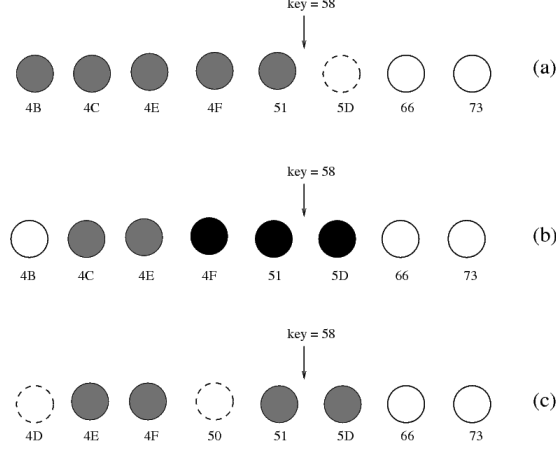 key = 58
(a)
4B 4C 4E 4F 51 5D 66 73
key = 58
(b)
4B 4C 4E 4F 51 5D 66 73
key = 58
(c)
4D 4E 4F 50 51 5D 66 73